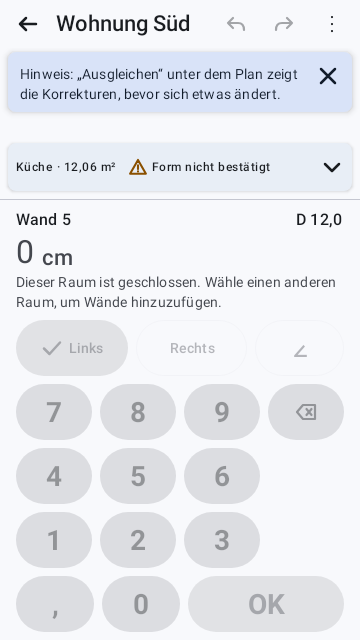 Wohnung Süd
Hinweis: „Ausgleichen“ unter dem Plan zeigt
die Korrekturen, bevor sich etwas ändert.
Küche · 12,06 m² Form nicht bestätigt
Wand 5 D 12,0
0 cm
Dieser Raum ist geschlossen. Wähle einen anderen
Raum, um Wände hinzuzufügen.
Links Rechts
7 8 9
4 5 6
1 2 3
, 0 OK